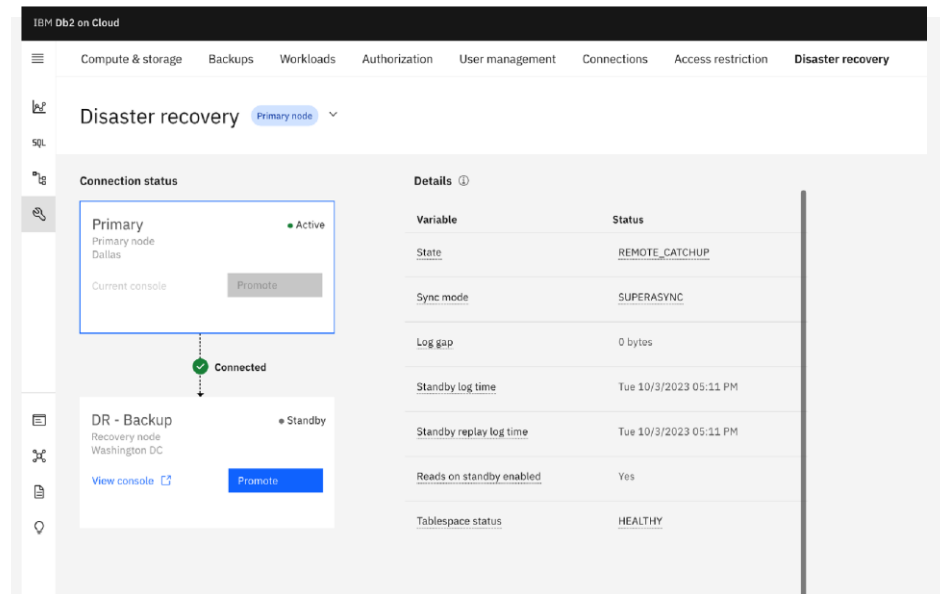 IBM Db2 on Cloud
Compute & storage Backups Workloads Authorization User management Connections Access restriction Disaster recovery
Disaster recovery Primary node
SQL
Connection status
Primary Active
Primary node
Dallas
Current console Promote
Connected
DR - Backup Standby
Recovery node
Washington DC
View console Promote
Details
Variable Status
State REMOTE_CATCHUP
Sync mode SUPERASYNC
Log gap 0 bytes
Standby log time Tue 10/3/2023 05:11 PM
Standby replay log time Tue 10/3/2023 05:11 PM
Reads on standby enabled Yes
Tablespace status HEALTHY